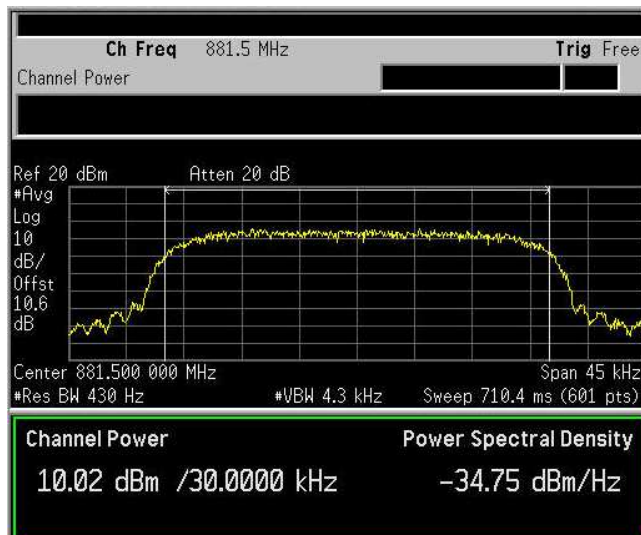 Ch Freq 881.5 MHz Trig Free
Channel Power
Ref 20 dBm Atten 20 dB
#Avg
Log
10
dB/
Offst
10.6
dB
Center 881.500 000 MHz Span 45 kHz
#Res BW 430 Hz #VBW 4.3 kHz Sweep 710.4 ms (601 pts)
Channel Power Power Spectral Density
10.02 dBm /30.0000 kHz -34.75 dBm/Hz